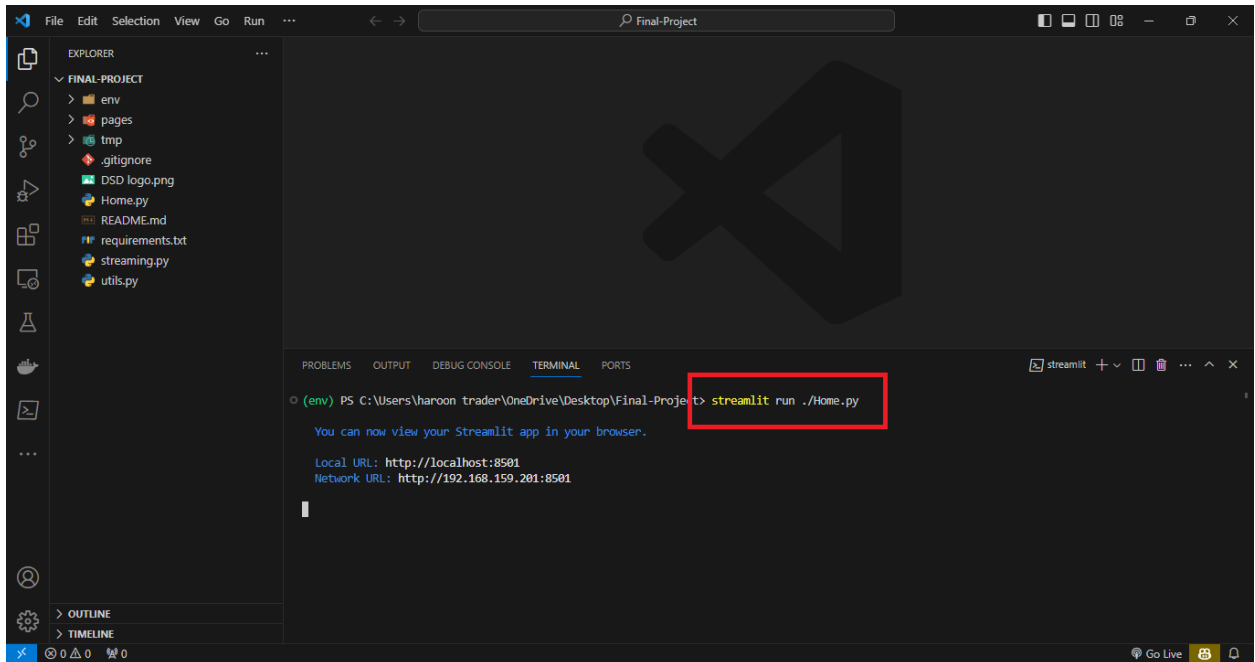 File Edit Selection View Go Run ... Final-Project
EXPLORER
FINAL-PROJECT
env
pages
tmp
.gitignore
DSD logo.png
Home.py
README.md
requirements.txt
streaming.py
utils.py
PROBLEMS OUTPUT DEBUG CONSOLE TERMINAL PORTS streamlit
(env) PS C:\Users\haroon trader\OneDrive\Desktop\Final-Project> streamlit run ./Home.py
You can now view your Streamlit app in your browser.
Local URL: http://localhost:8501
Network URL: http://192.168.159.201:8501
OUTLINE
TIMELINE
0 0 0 Go Live